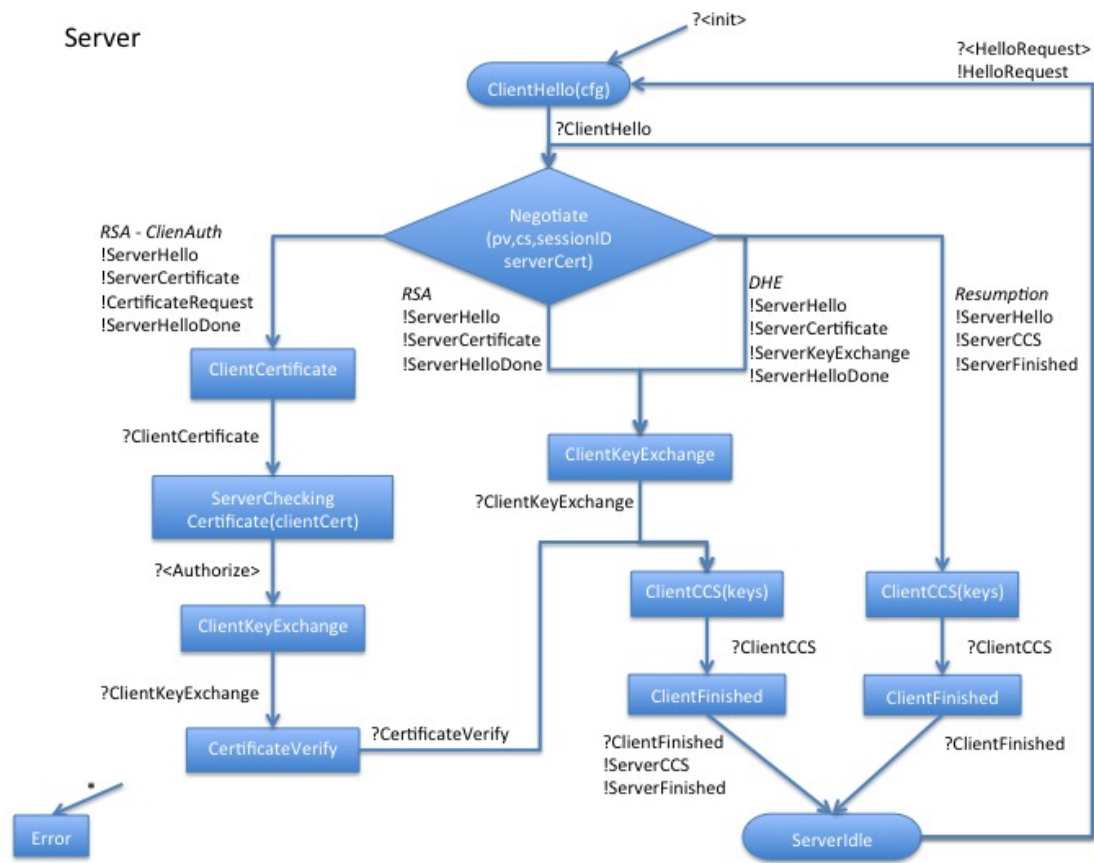 Server
?<init>
?<HelloRequest>
!HelloRequest
ClientHello(cfg)
?ClientHello
Negotiate
(pv,cs,sessionID
serverCert)
RSA - ClienAuth
!ServerHello
!ServerCertificate
!CertificateRequest
!ServerHelloDone
RSA
!ServerHello
!ServerCertificate
!ServerHelloDone
DHE
!ServerHello
!ServerCertificate
!ServerKeyExchange
!ServerHelloDone
Resumption
!ServerHello
!ServerCCS
!ServerFinished
ClientCertificate
?ClientCertificate
ClientKeyExchange
?ClientKeyExchange
ServerChecking
Certificate(clientCert)
?<Authorize>
ClientKeyExchange
?ClientKeyExchange
CertificateVerify
?CertificateVerify
ClientCCS(keys)
?ClientCCS
ClientFinished
?ClientFinished
!ServerCCS
!ServerFinished
ClientCCS(keys)
?ClientCCS
ClientFinished
?ClientFinished
*
Error
ServerIdle